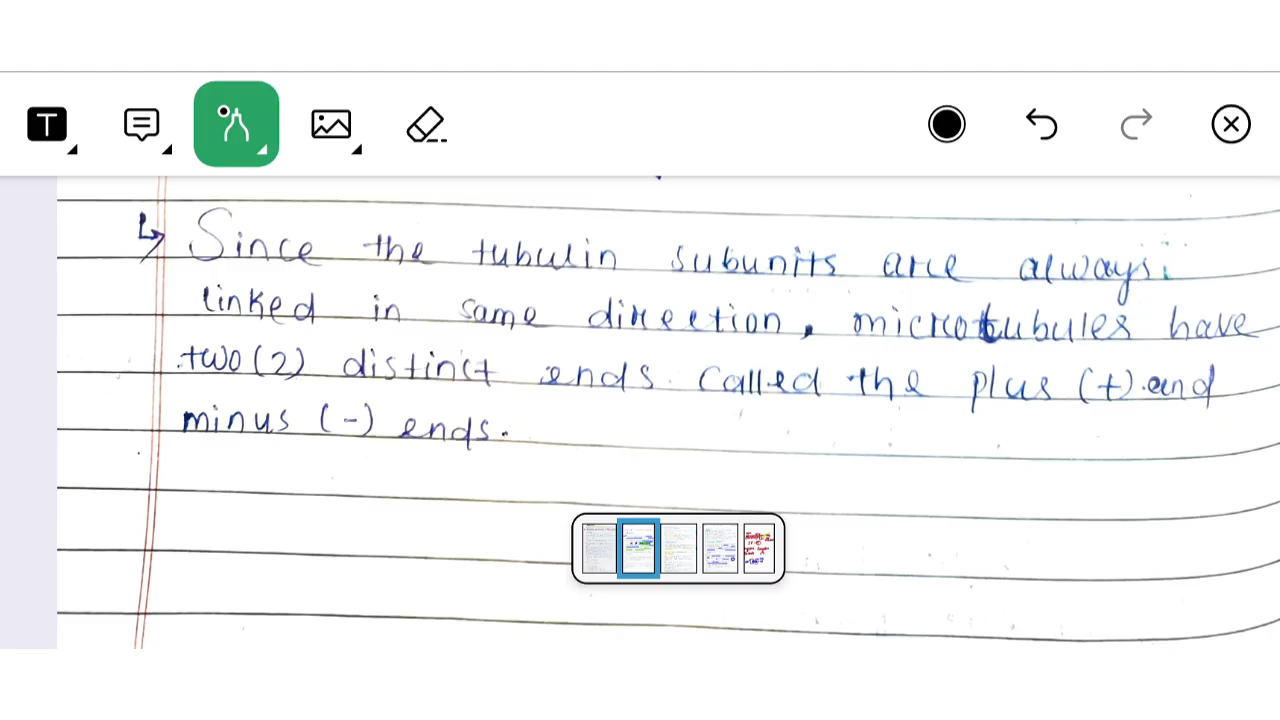 T
↳ Since the tubulin subunits are always
linked in same direction, microtubules have
two (2) distinct ends. Called the plus (+) and
minus (-) ends.